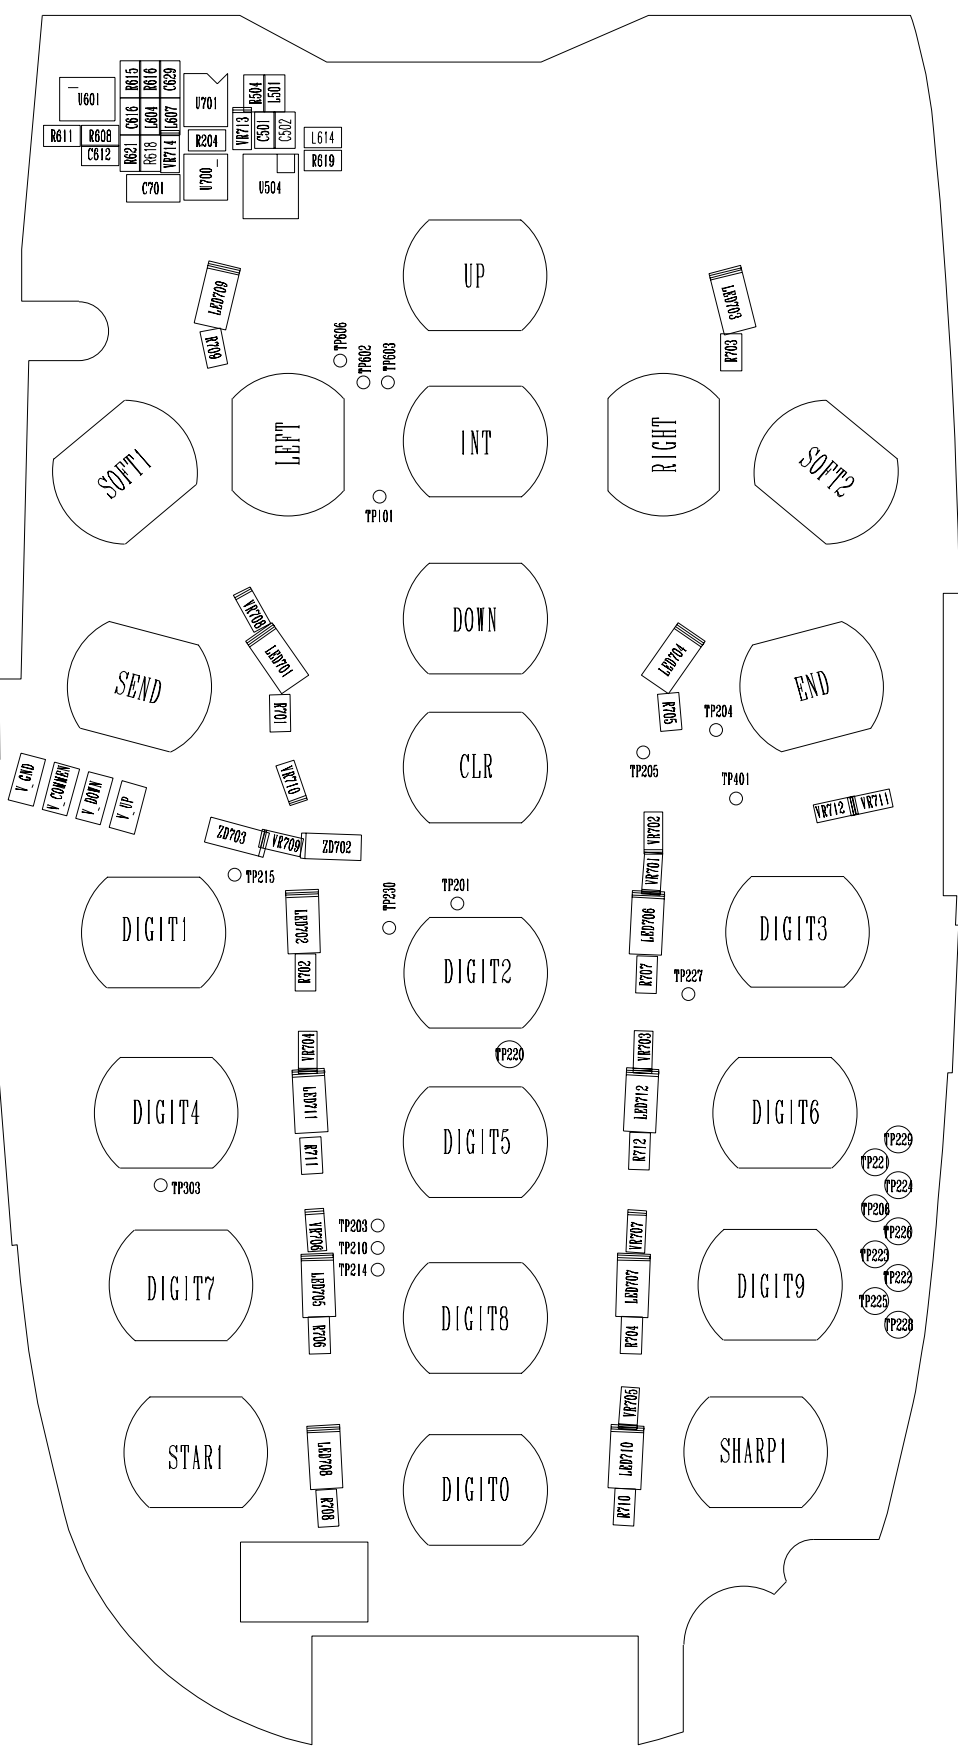 R615
R616
C629
U601
U701
R504
L501
C616
L604
L607
VR713
C501
C502
R611
R608
R204
L614
C612
R621
R618
VR714
R619
C701
U700
U504
UP
LED709
LED703
R709
TP606
TP602
TP603
R703
SOFT1
LEFT
INT
RIGHT
SOFT2
TP101
VR708
DOWN
LED701
LED704
SEND
END
R701
R705
TP204
CLR
TP205
V_GND
V_COMMEN
V_DOWN
V_UP
VR710
TP401
VR712
VR711
ZD703
VR709
ZD702
VR702
VR701
TP215
TP230
TP201
DIGIT1
LED702
LED706
DIGIT3
R702
DIGIT2
R707
TP227
VR704
TP220
VR703
DIGIT4
LED711
LED712
DIGIT6
R711
DIGIT5
R712
TP229
TP221
TP303
TP224
TP206
VR706
TP203
VR707
TP226
TP210
TP223
TP214
DIGIT7
LED705
LED707
DIGIT9
TP222
TP225
R706
DIGIT8
R704
TP228
VR705
STAR1
LED708
LED710
SHARP1
R708
DIGIT0
R710